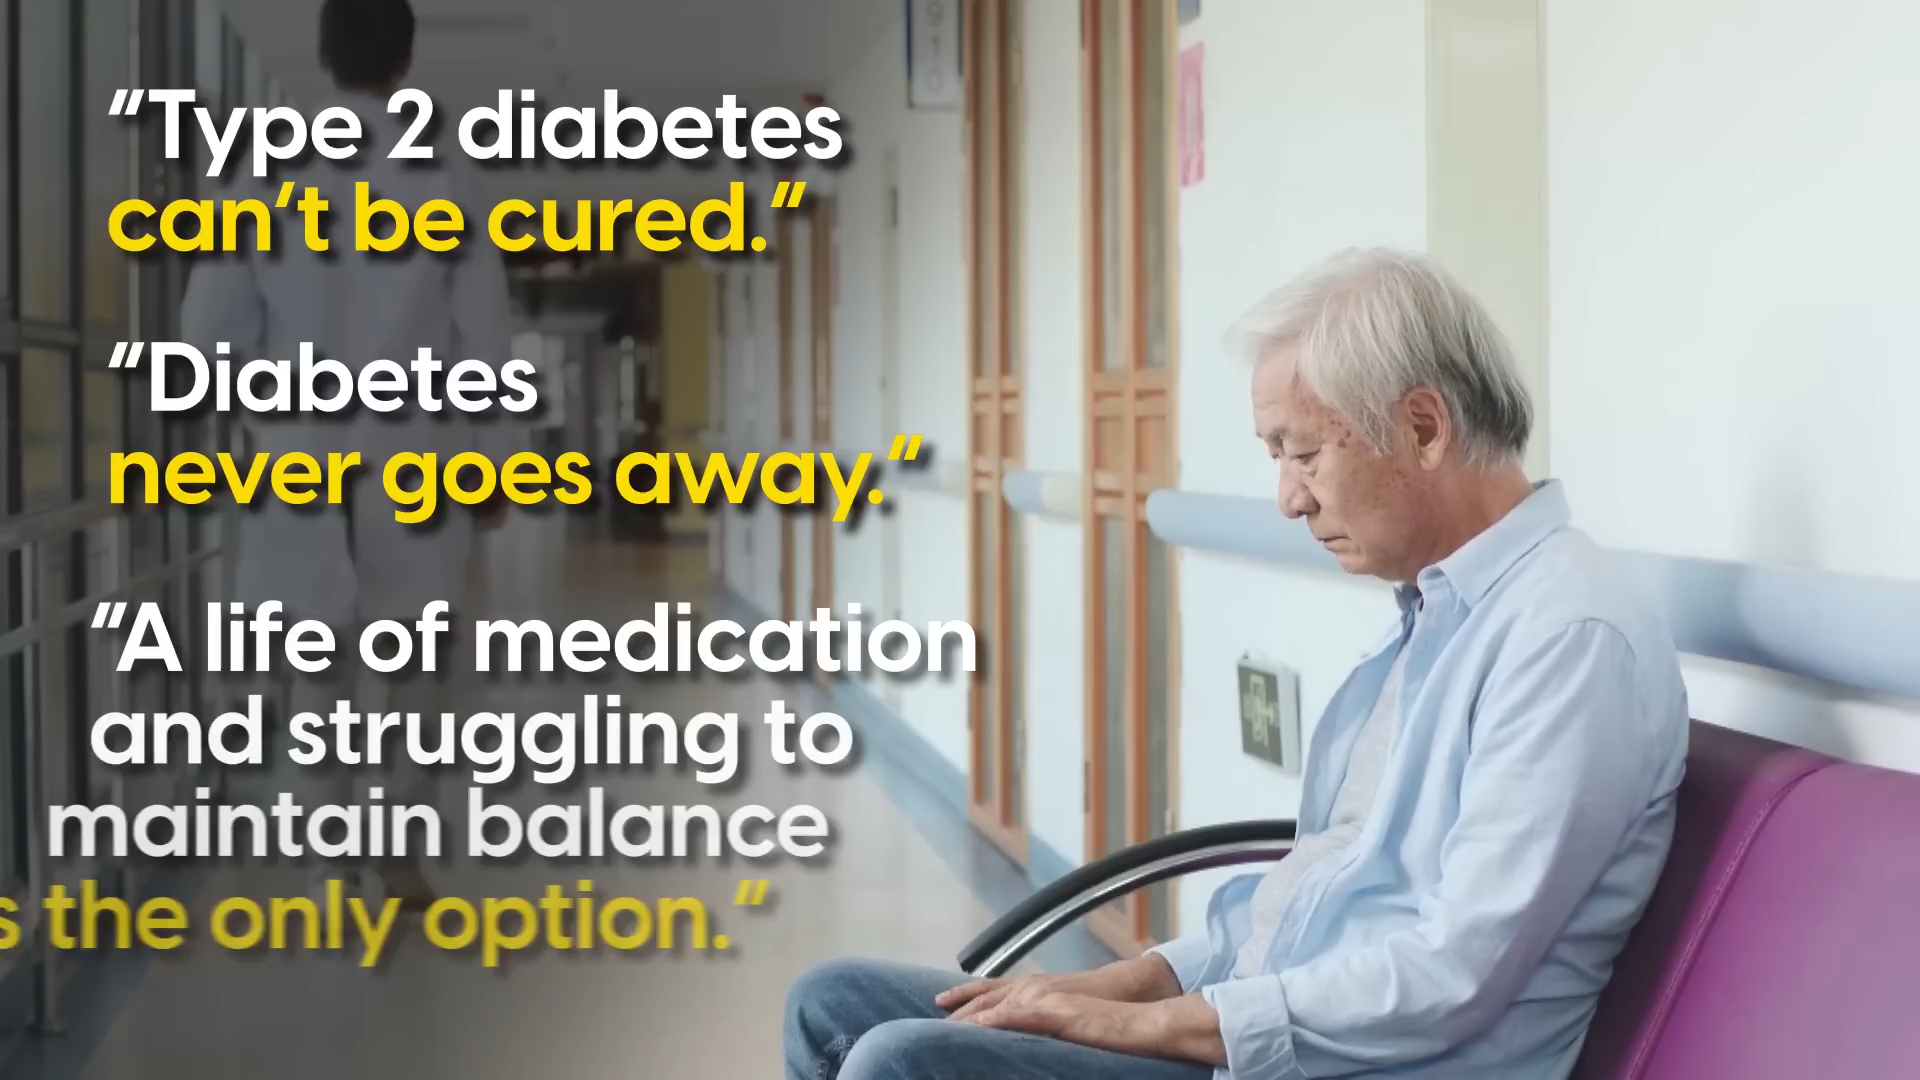 "Type 2 diabetes
can't be cured."
"Diabetes
never goes away."
"A life of medication
and struggling to
maintain balance
s the only option."
910